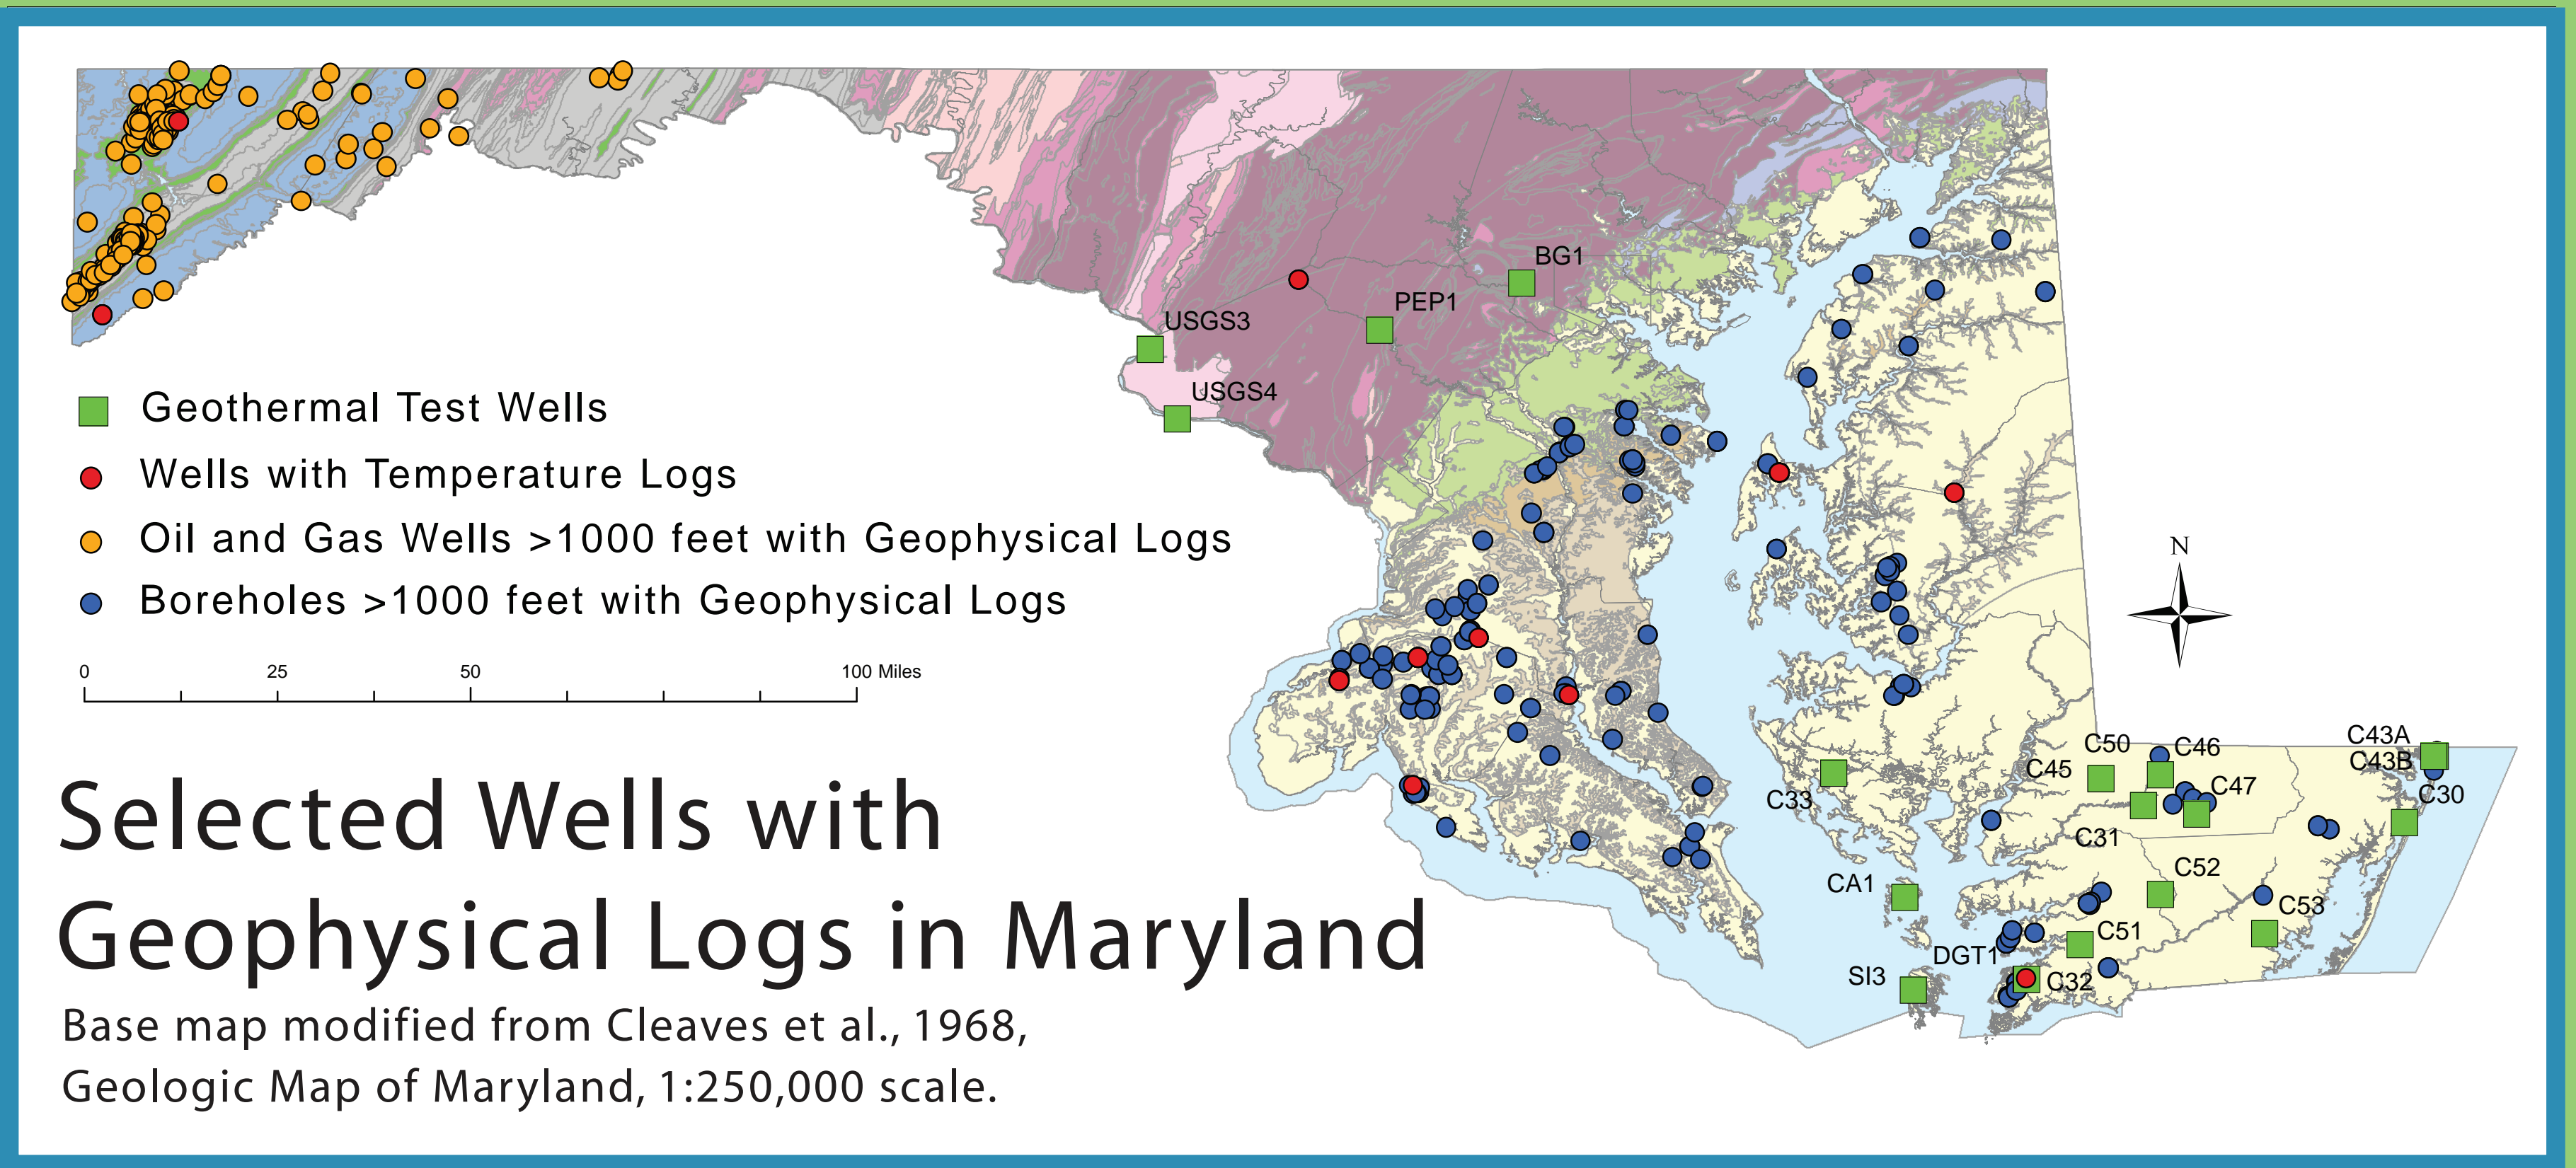 BG1
PEP1
USGS3
USGS4
Geothermal Test Wells
Wells with Temperature Logs
Oil and Gas Wells >1000 feet with Geophysical Logs
Boreholes >1000 feet with Geophysical Logs
0 25 50 100 Miles
N
C43A
C50 C46
C43B
C45
C47
C33
C30
C31
C52
CA1
C53
C51
DGT1
SI3
C32
Selected Wells with
Geophysical Logs in Maryland
Base map modified from Cleaves et al., 1968,
Geologic Map of Maryland, 1:250,000 scale.